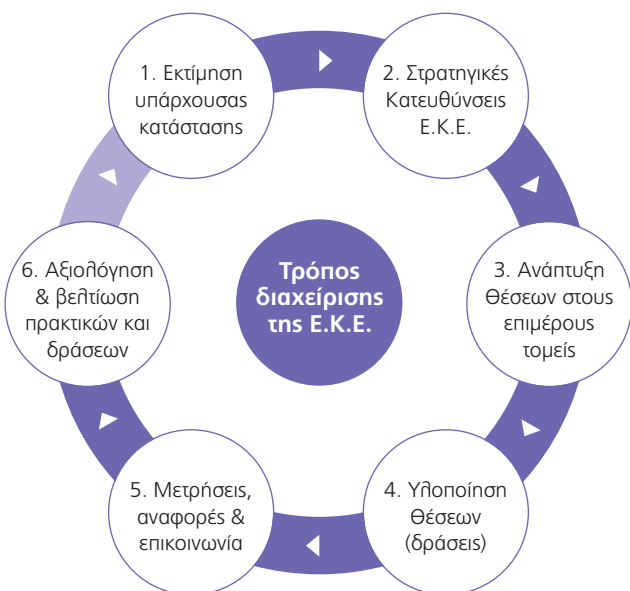 1. Εκτίμηση
υπάρχουσας
κατάστασης
2. Στρατηγικές
Κατευθύνσεις
Ε.Κ.Ε.
3. Ανάπτυξη
θέσεων στους
επιμέρους
τομείς
4. Υλοποίηση
θέσεων
(δράσεις)
5. Μετρήσεις,
αναφορές &
επικοινωνία
6. Αξιολόγηση
& βελτίωση
πρακτικών και
δράσεων
Τρόπος
διαχείρισης
της Ε.Κ.Ε.